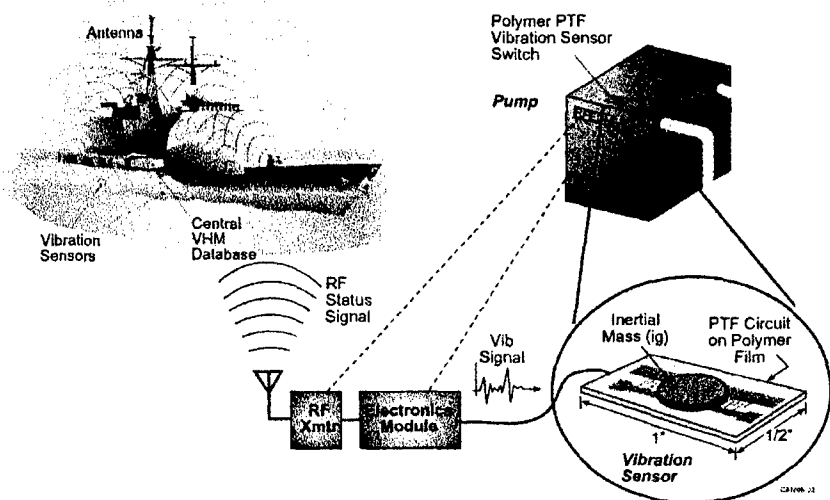 Antenna
Vibration
Sensors
Central
VHM
Database
RF
Status
Signal
Polymer PTF
Vibration Sensor
Switch
Pump
RF
Xmtr
Electronics
Module
Vib
Signal
Inertial
Mass (ig)
PTF Circuit
on Polymer
Film
1"
1/2"
Vibration
Sensor